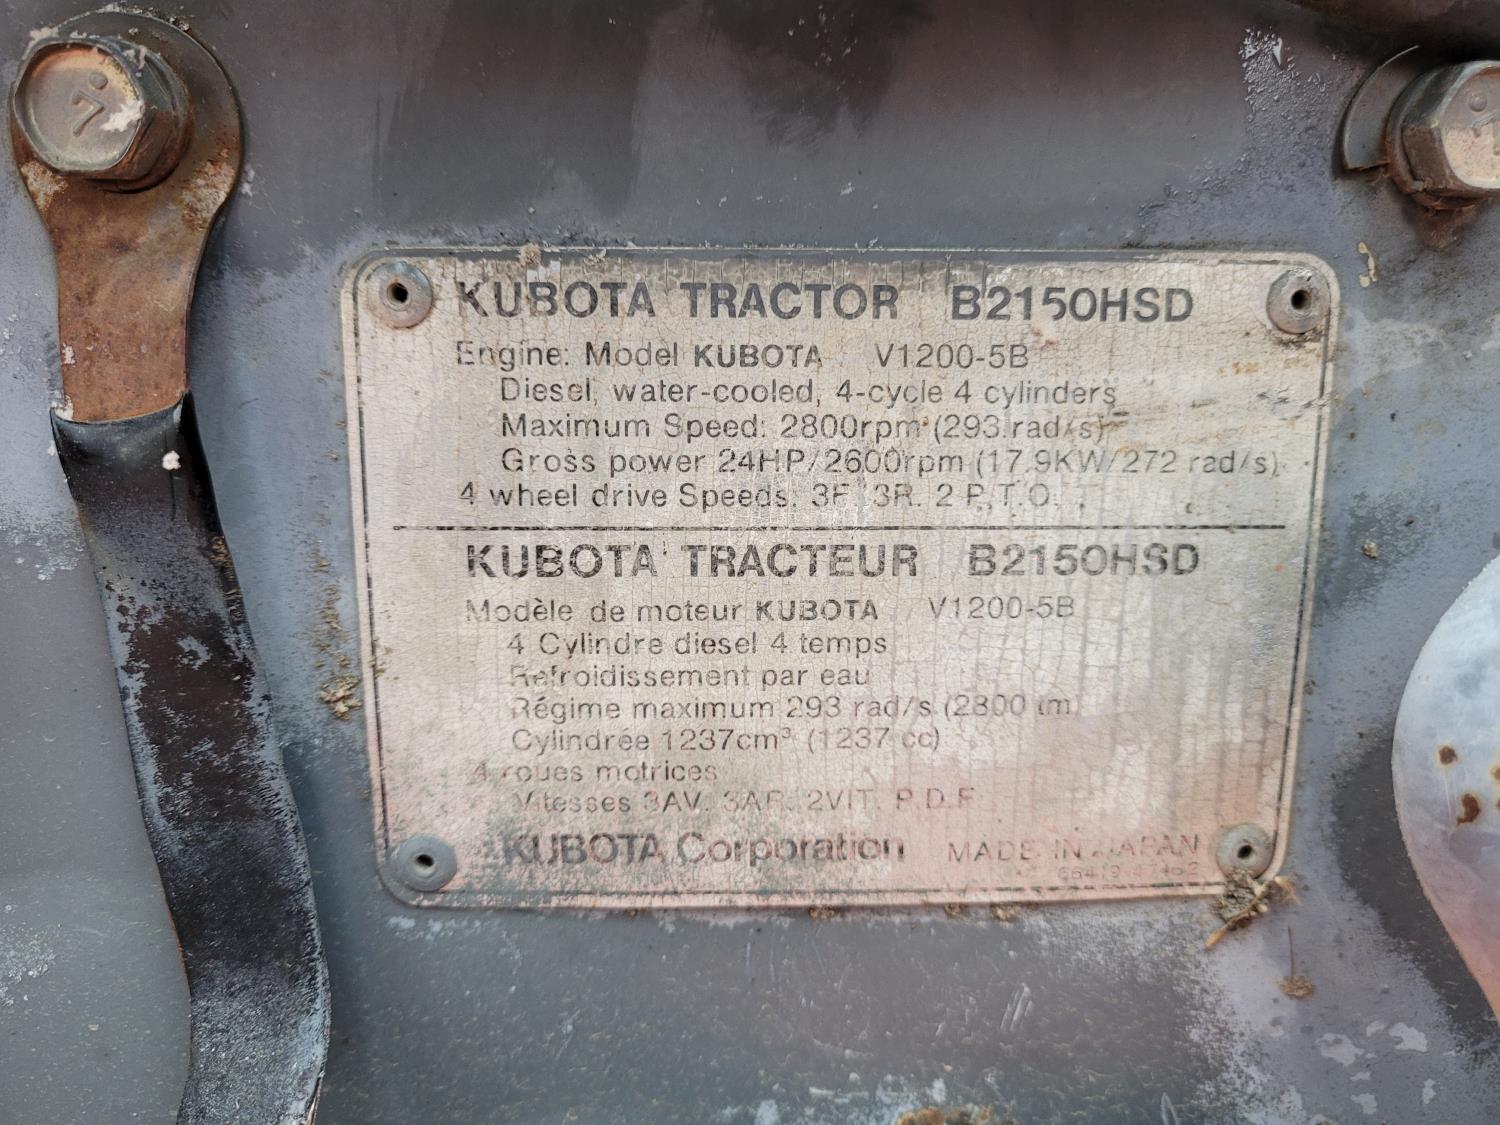 7
KUBOTA TRACTOR B2150HSD
Engine: Model KUBOTA V1200-5B
Diesel, water-cooled, 4-cycle 4 cylinders
Maximum Speed: 2800rpm (293 rad/s)
Gross power 24HP/2600rpm (17.9KW/272 rad/s)
4 wheel drive Speeds: 3F, 3R, 2 P.T.O.
KUBOTA TRACTEUR B2150HSD
Modèle de moteur KUBOTA V1200-5B
4 Cylindre diesel 4 temps
Refroidissement par eau
Régime maximum 293 rad/s (2800
Cylindrée 1237cm³ (1237 cc)
4 roues motrices
Vitesses 3AV. 3AR. 2VIT. P.D.F.
KUBOTA Corporation MADE IN JAPAN